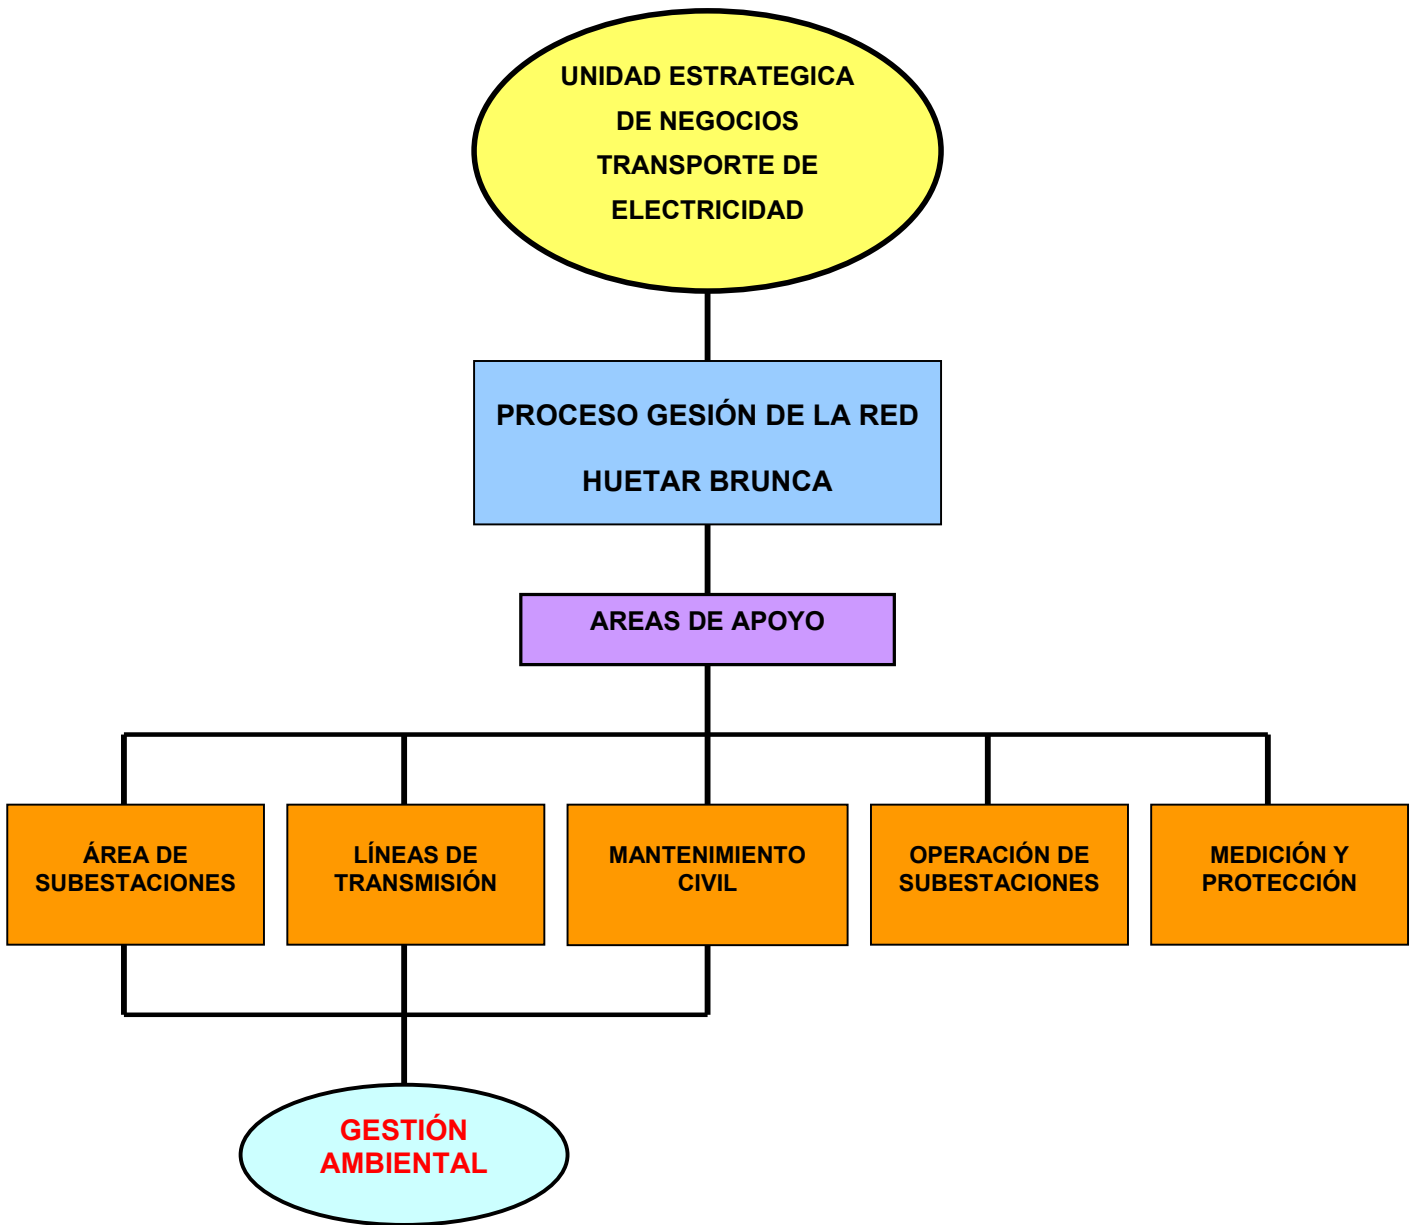 UNIDAD ESTRATEGICA
DE NEGOCIOS
TRANSPORTE DE
ELECTRICIDAD
PROCESO GESIÓN DE LA RED
HUETAR BRUNCA
AREAS DE APOYO
ÁREA DE
SUBESTACIONES
LÍNEAS DE
TRANSMISIÓN
MANTENIMIENTO
CIVIL
OPERACIÓN DE
SUBESTACIONES
MEDICIÓN Y
PROTECCIÓN
GESTIÓN
AMBIENTAL